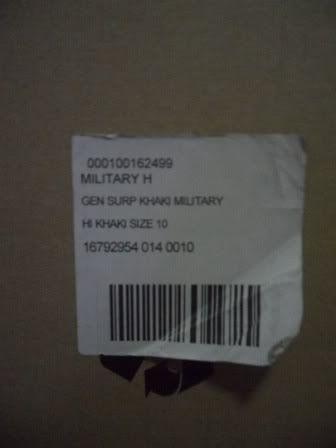 000100162499
MILITARY H
GEN SURP KHAKI MILITARY
HI KHAKI SIZE 10
16792954 014 0010